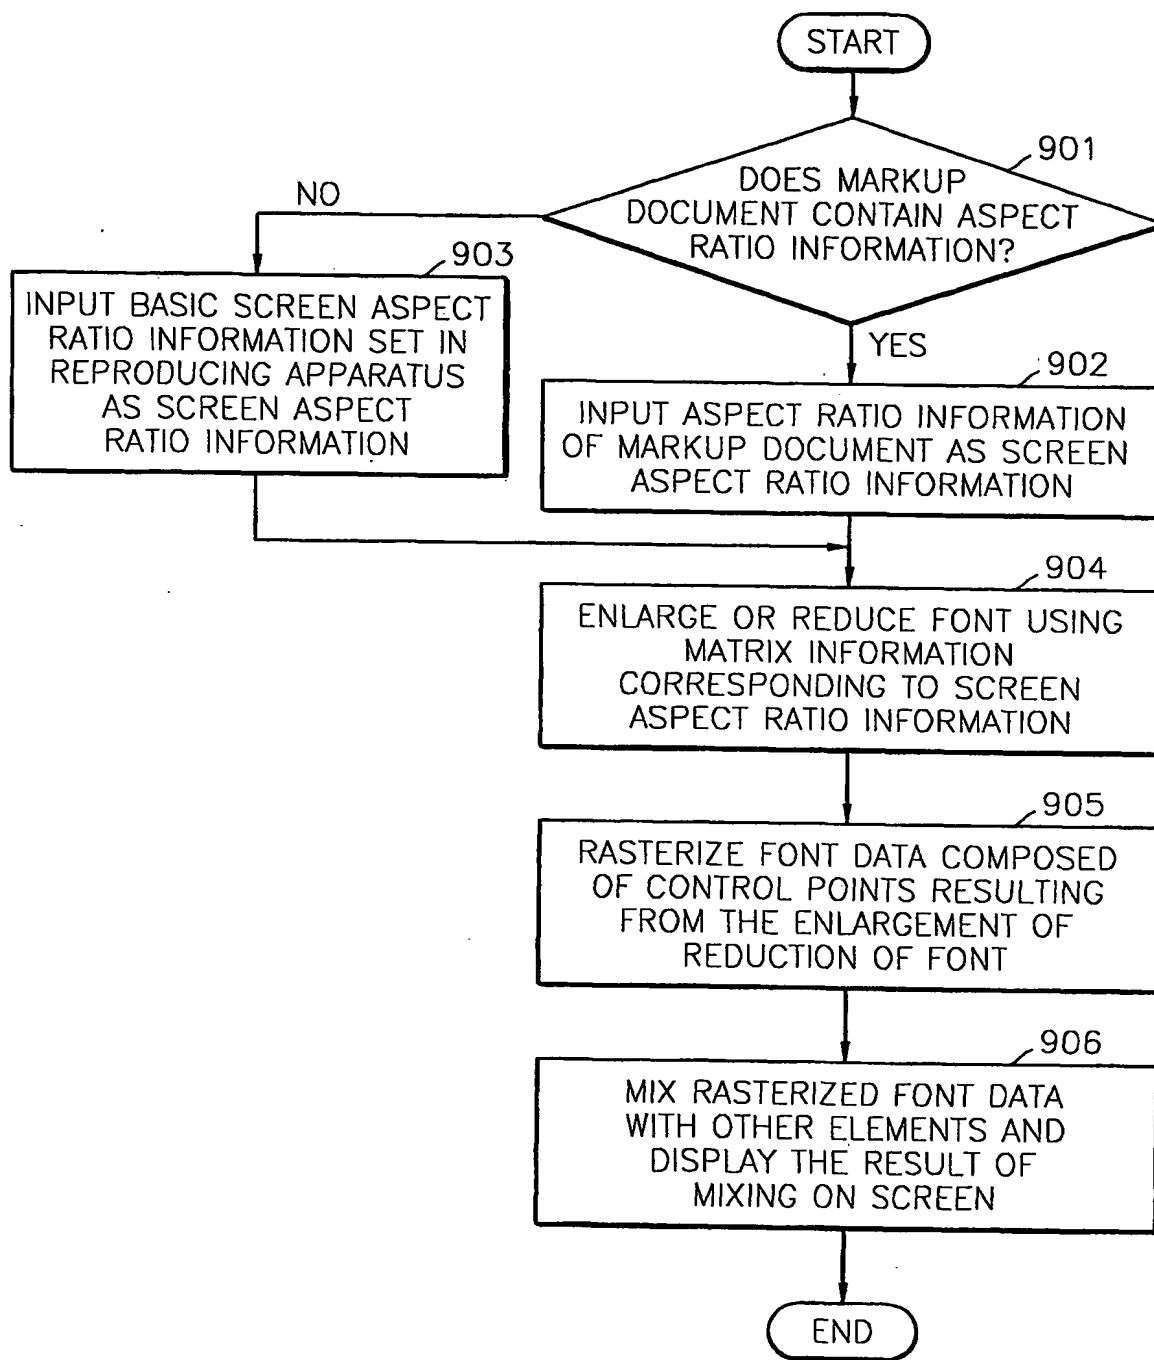 START
901
DOES MARKUP
DOCUMENT CONTAIN ASPECT
RATIO INFORMATION?
NO
YES
903
INPUT BASIC SCREEN ASPECT
RATIO INFORMATION SET IN
REPRODUCING APPARATUS
AS SCREEN ASPECT
RATIO INFORMATION
902
INPUT ASPECT RATIO INFORMATION
OF MARKUP DOCUMENT AS SCREEN
ASPECT RATIO INFORMATION
904
ENLARGE OR REDUCE FONT USING
MATRIX INFORMATION
CORRESPONDING TO SCREEN
ASPECT RATIO INFORMATION
905
RASTERIZE FONT DATA COMPOSED
OF CONTROL POINTS RESULTING
FROM THE ENLARGEMENT OF
REDUCTION OF FONT
906
MIX RASTERIZED FONT DATA
WITH OTHER ELEMENTS AND
DISPLAY THE RESULT OF
MIXING ON SCREEN
END